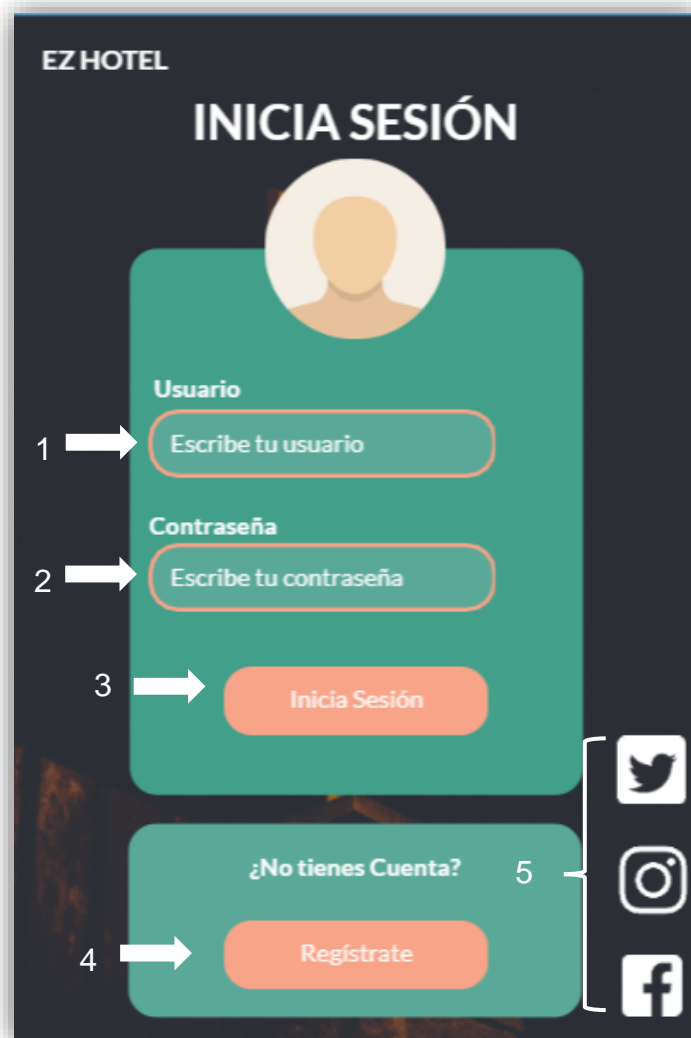 EZ HOTEL
INICIA SESIÓN
Usuario
1
Escribe tu usuario
Contraseña
2
Escribe tu contraseña
3
Inicia Sesión
¿No tienes Cuenta?
5
4
Regístrate